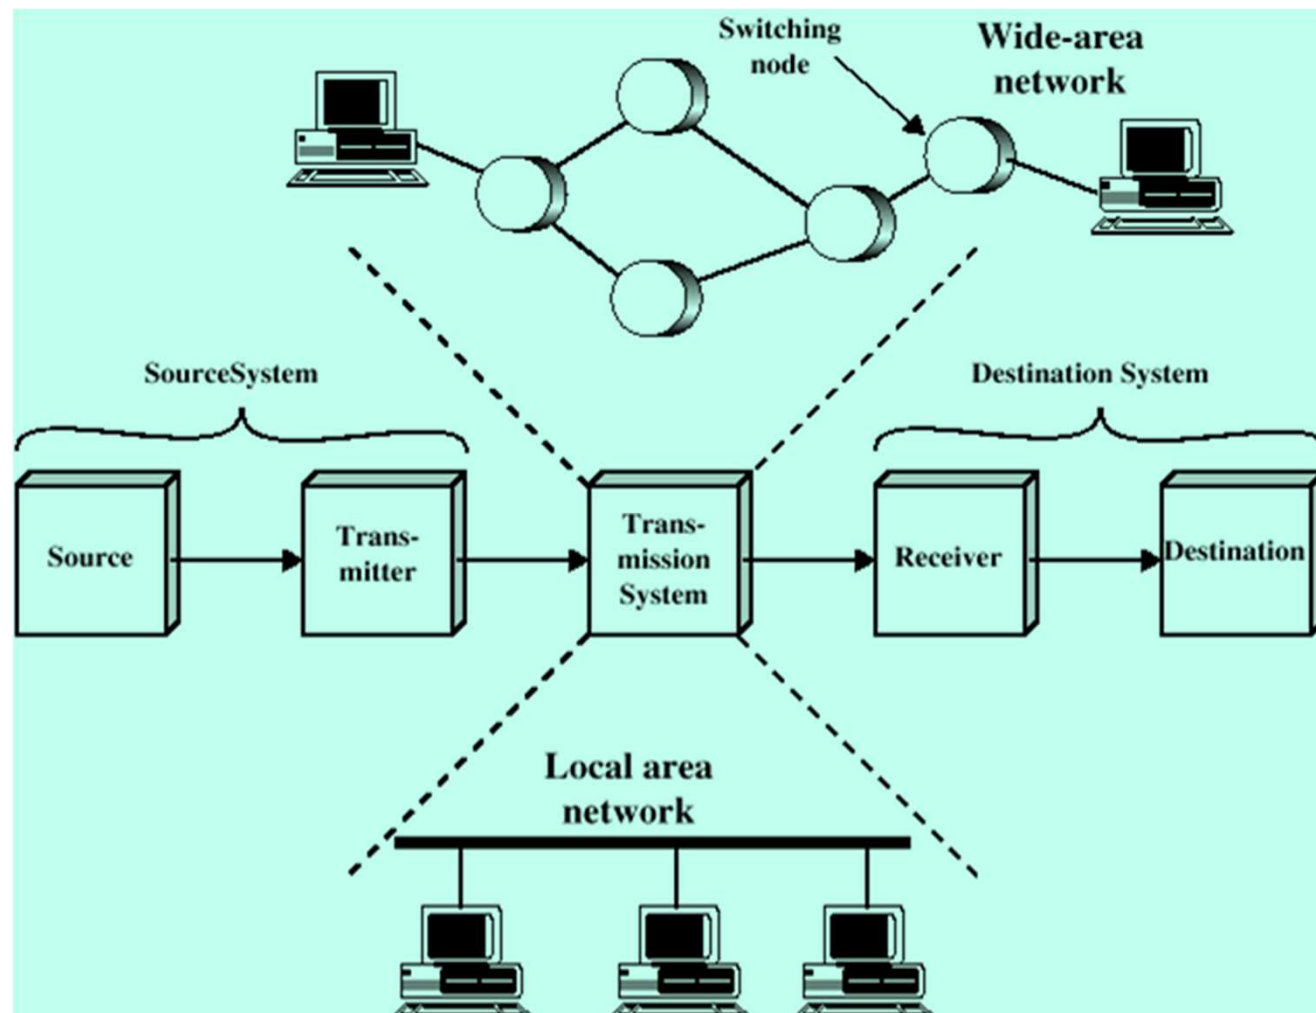 Switching
node
Wide-area
network
SourceSystem
Destination System
Source
Trans-
mitter
Trans-
mission
System
Receiver
Destination
Local area
network